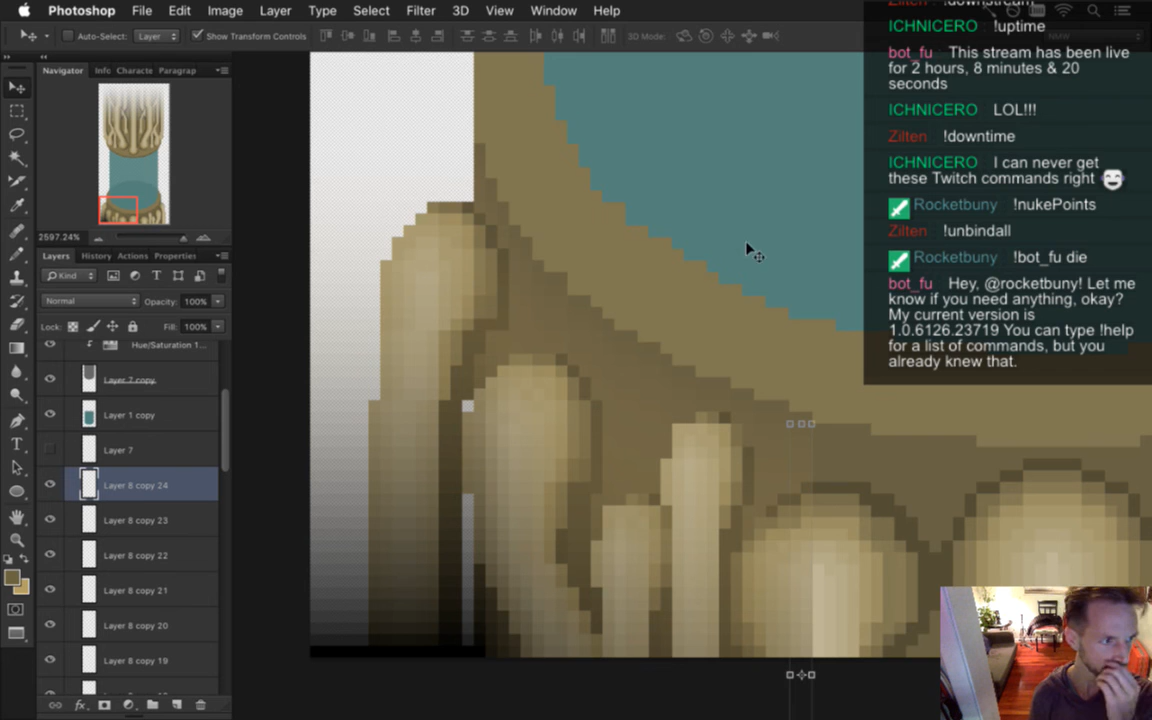 Photoshop File Edit Image Layer Type Select Filter 3D View Window Help
Auto-Select: Layer Show Transform Controls 3D Mode:
Navigator Info Characte Paragrap
2597.24%
Layers History Actions Properties
Kind
Normal Opacity: 100%
Lock: Fill: 100%
Hue/Saturation 1...
Layer 7 copy
Layer 1 copy
Layer 7
Layer 8 copy 24
Layer 8 copy 23
Layer 8 copy 22
Layer 8 copy 21
Layer 8 copy 20
Layer 8 copy 19
Zilten !downstream
ICHNICERO !uptime
bot_fu This stream has been live
for 2 hours, 8 minutes & 20
seconds
ICHNICERO LOL!!!
Zilten !downtime
ICHNICERO I can never get
these Twitch commands right
Rocketbuny !nukePoints
Zilten !unbindall
Rocketbuny !bot_fu die
bot_fu Hey, @rocketbuny! Let me
know if you need anything, okay?
My current version is
1.0.6126.23719 You can type !help
for a list of commands, but you
already knew that.